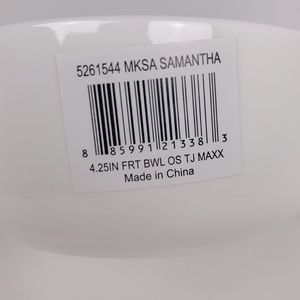 5261544 MKSA SAMANTHA
8 85991 21338 3
4.25IN FRT BWL OS TJ MAXX
Made in China